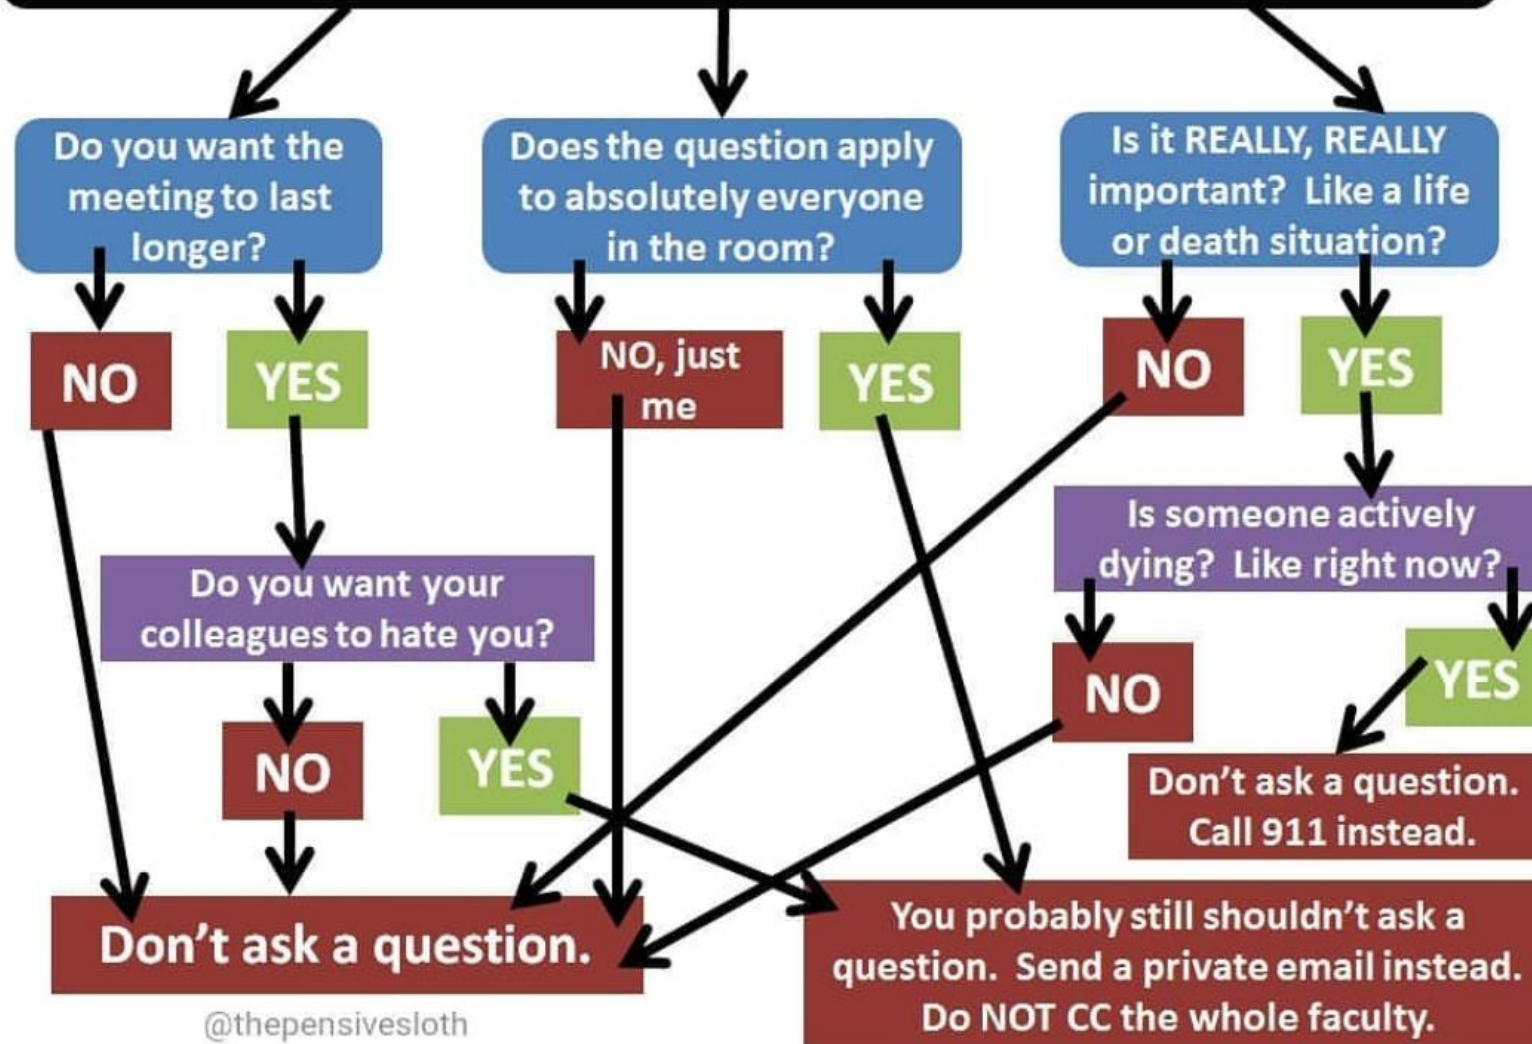 Do you want the
meeting to last
longer?
Does the question apply
to absolutely everyone
in the room?
Is it REALLY, REALLY
important? Like a life
or death situation?
NO
YES
NO, just
me
YES
NO
YES
Is someone actively
dying? Like right now?
Do you want your
colleagues to hate you?
NO
YES
NO
YES
Don't ask a question.
Call 911 instead.
Don't ask a question.
You probably still shouldn't ask a
question. Send a private email instead.
Do NOT CC the whole faculty.
@thepensivesloth